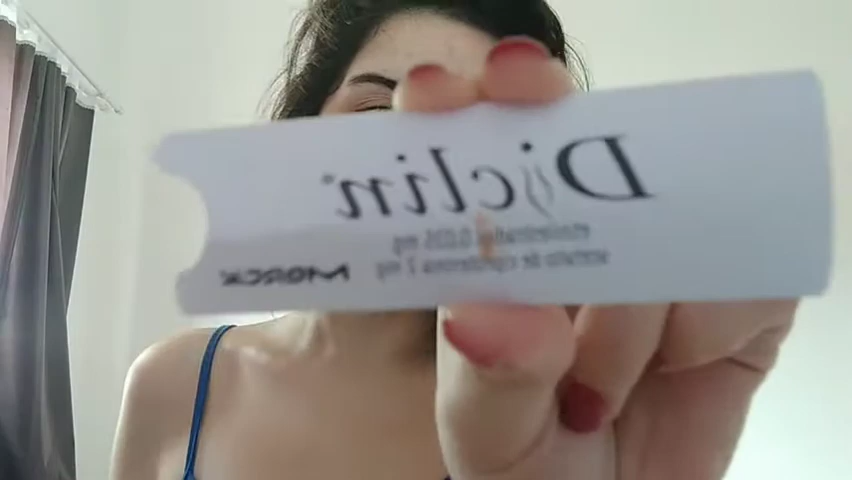 Diclin®
etinilestradiol 0,035 mg
acetato de ciproterona 2 mg
MERCK